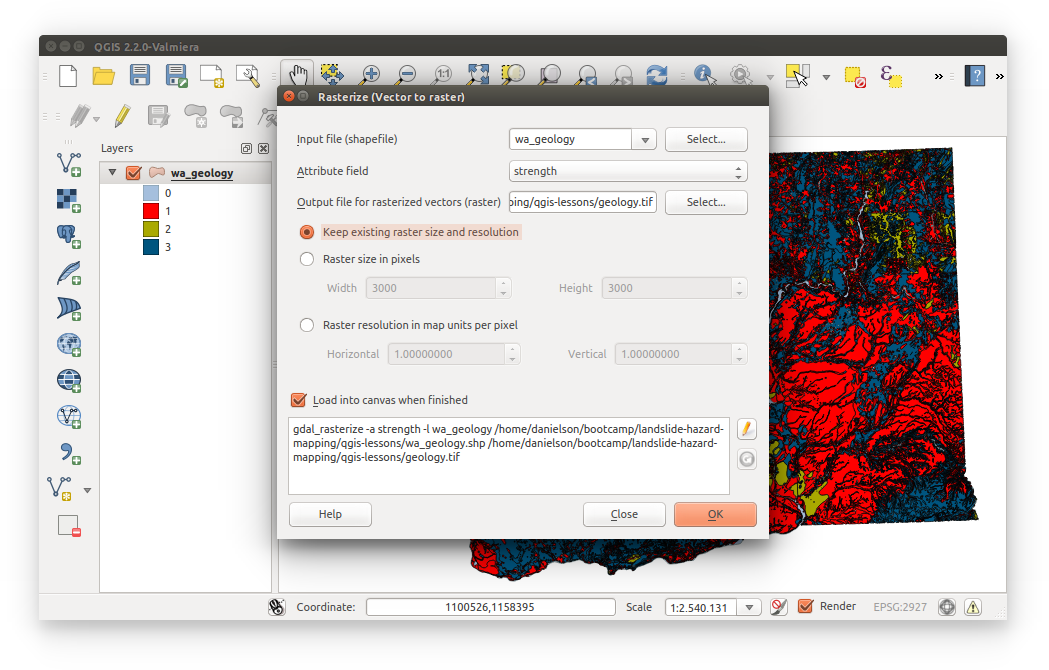 QGIS 2.2.0-Valmiera
1:1
»
»
Rasterize (Vector to raster)
Layers
wa_geology
0
1
2
3
Input file (shapefile)
wa_geology
Select...
Attribute field
strength
Output file for rasterized vectors (raster)
ping/qgis-lessons/geology.tif
Select...
Keep existing raster size and resolution
Raster size in pixels
Width
3000
Height
3000
Raster resolution in map units per pixel
Horizontal
1.00000000
Vertical
1.00000000
Load into canvas when finished
gdal_rasterize -a strength -l wa_geology /home/danielson/bootcamp/landslide-hazard-
mapping/qgis-lessons/wa_geology.shp /home/danielson/bootcamp/landslide-hazard-
mapping/qgis-lessons/geology.tif
Help
Close
OK
Coordinate:
1100526,1158395
Scale
1:2.540.131
Render
EPSG:2927